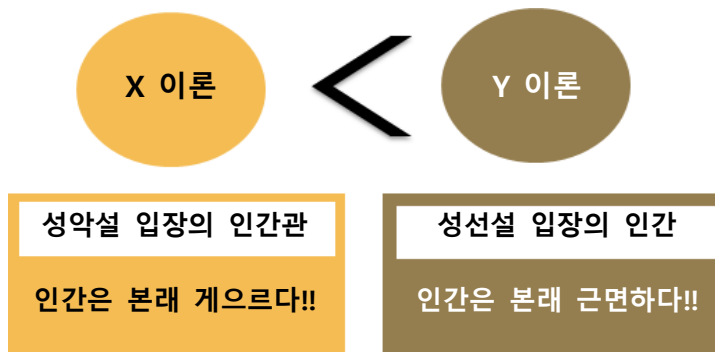 X 이론
Y 이론
성악설 입장의 인간관
성선설 입장의 인간
인간은 본래 게으르다!!
인간은 본래 근면하다!!